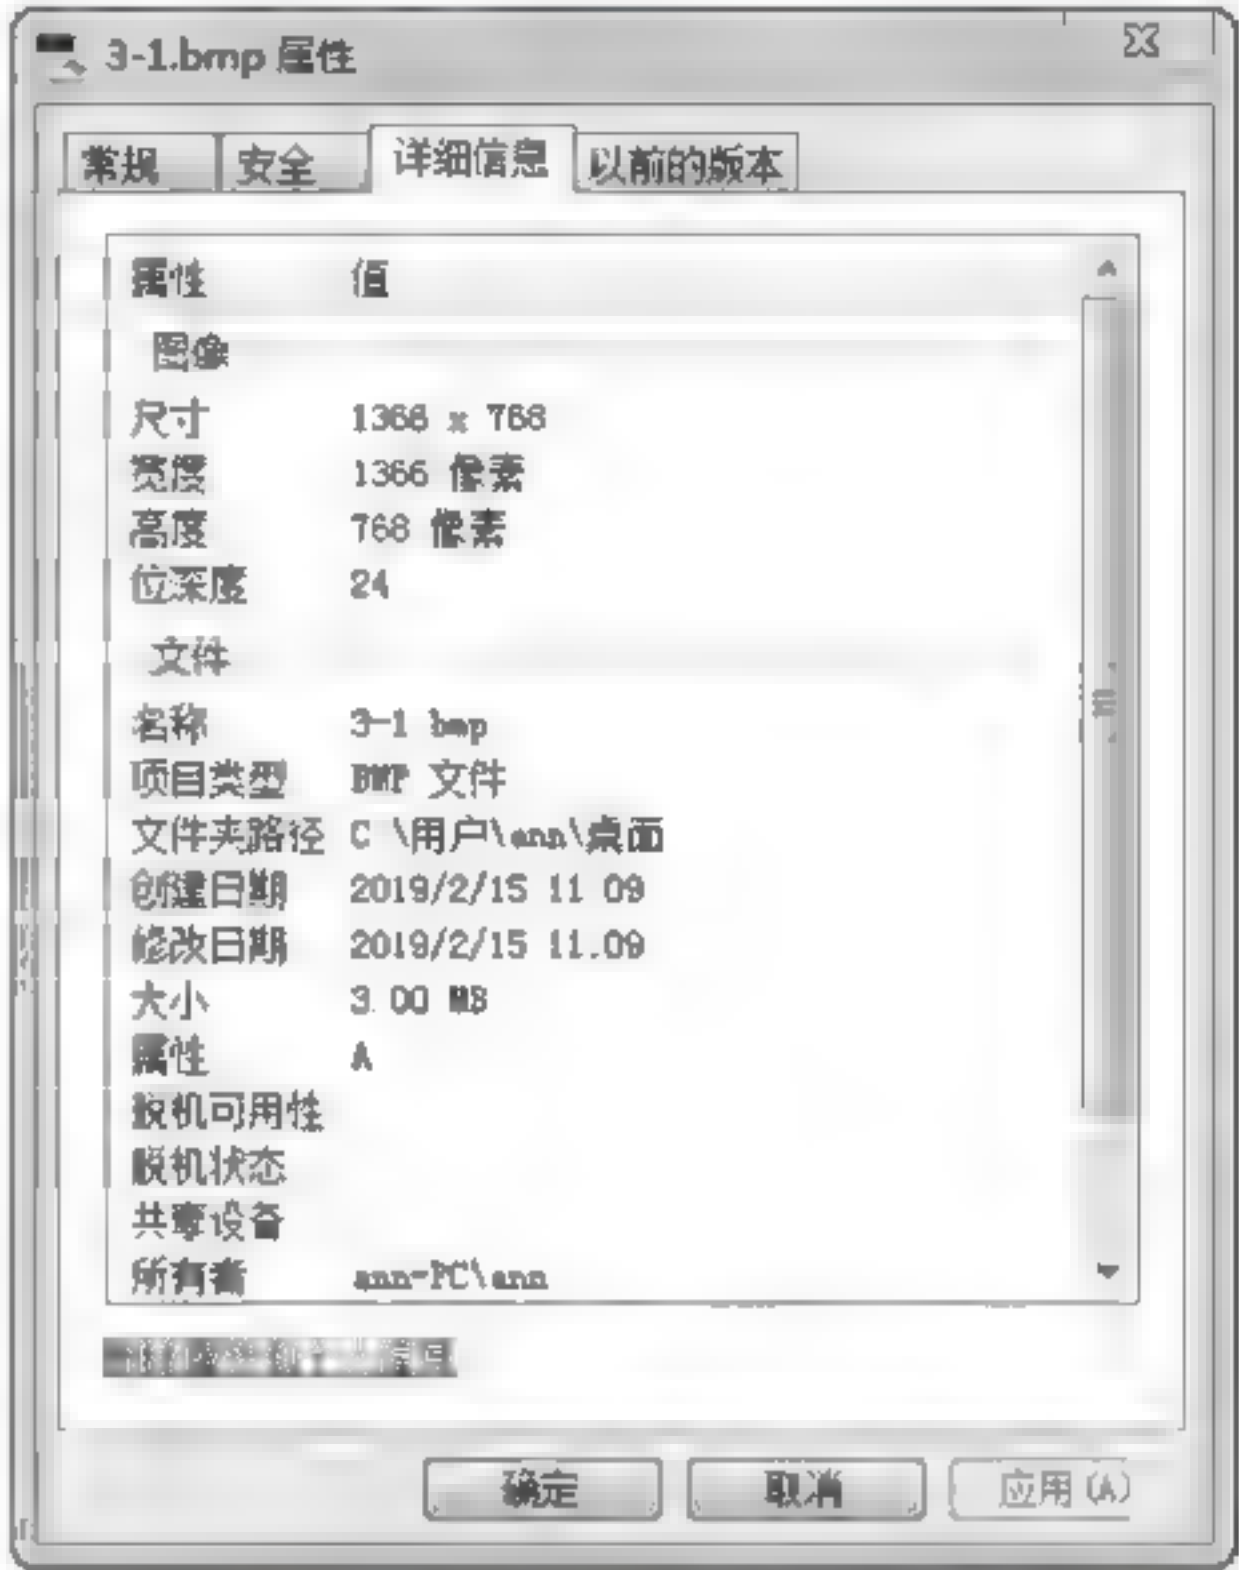 3-1.bmp 属性
常规 安全 详细信息 以前的版本
属性 值
图像
尺寸 1366 x 768
宽度 1366 像素
高度 768 像素
位深度 24
文件
名称 3-1 bmp
项目类型 BMP 文件
文件夹路径 C \用户\ann\桌面
创建日期 2019/2/15 11 09
修改日期 2019/2/15 11.09
大小 3.00 MB
属性 A
脱机可用性
脱机状态
共享设备
所有者 ann-PC\ann
确定 取消 应用(A)